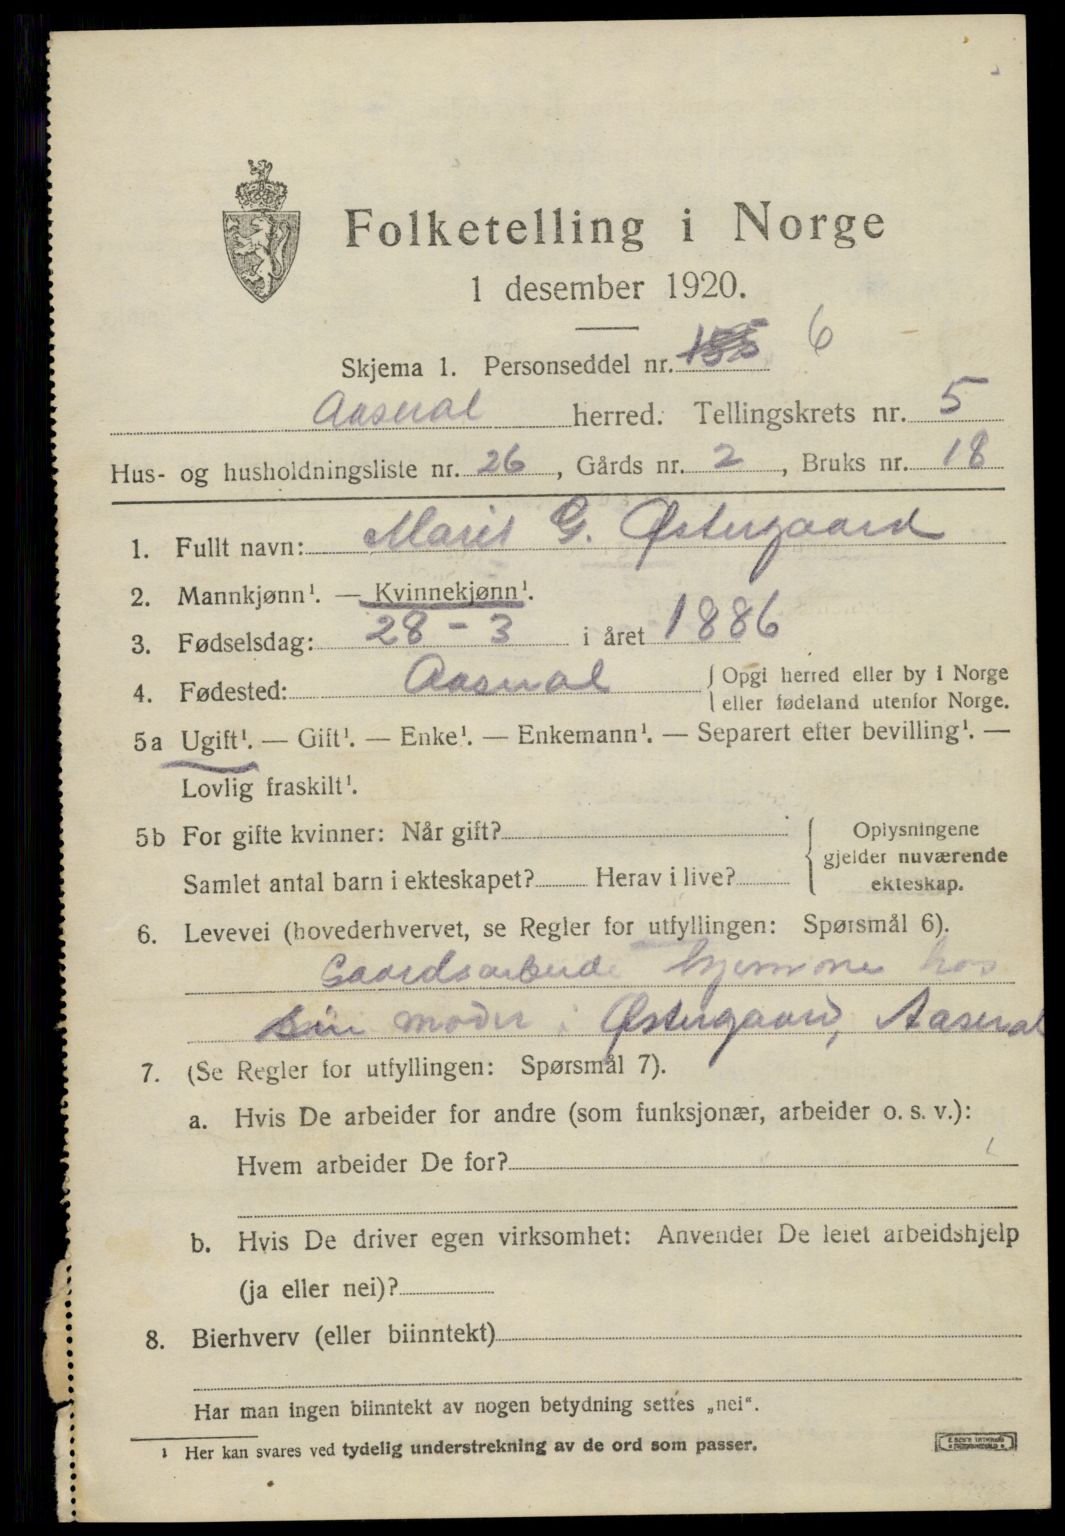 Folketelling i Norge
1 desember 1920.
Skjema 1. Personseddel nr. 155 6
Aaseral herred. Tellingskrets nr. 5
Hus- og husholdningsliste nr. 26, Gårds nr. 2, Bruks nr. 18
1. Fullt navn: Marit G. Østergaard
2. Mannkjønn¹. — Kvinnekjønn¹.
3. Fødselsdag: 28 - 3 i året 1886
4. Fødested: Aaseral { Opgi herred eller by i Norge
eller fødeland utenfor Norge.
5a Ugift¹. — Gift¹. — Enke¹. — Enkemann¹. — Separert efter bevilling¹. —
Lovlig fraskilt¹.
5b For gifte kvinner: Når gift? { Oplysningene
gjelder nuværende
Samlet antal barn i ekteskapet? Herav i live? ekteskap.
6. Levevei (hovederhvervet, se Regler for utfyllingen: Spørsmål 6).
Gaardsarbeide hjemme hos
sin moder i Østergaard, Aaseral
7. (Se Regler for utfyllingen: Spørsmål 7).
a. Hvis De arbeider for andre (som funksjonær, arbeider o. s. v.):
Hvem arbeider De for?
b. Hvis De driver egen virksomhet: Anvender De leiet arbeidshjelp
(ja eller nei)?
8. Bierhverv (eller biinntekt)
Har man ingen biinntekt av nogen betydning settes „nei“.
¹ Her kan svares ved tydelig understrekning av de ord som passer.